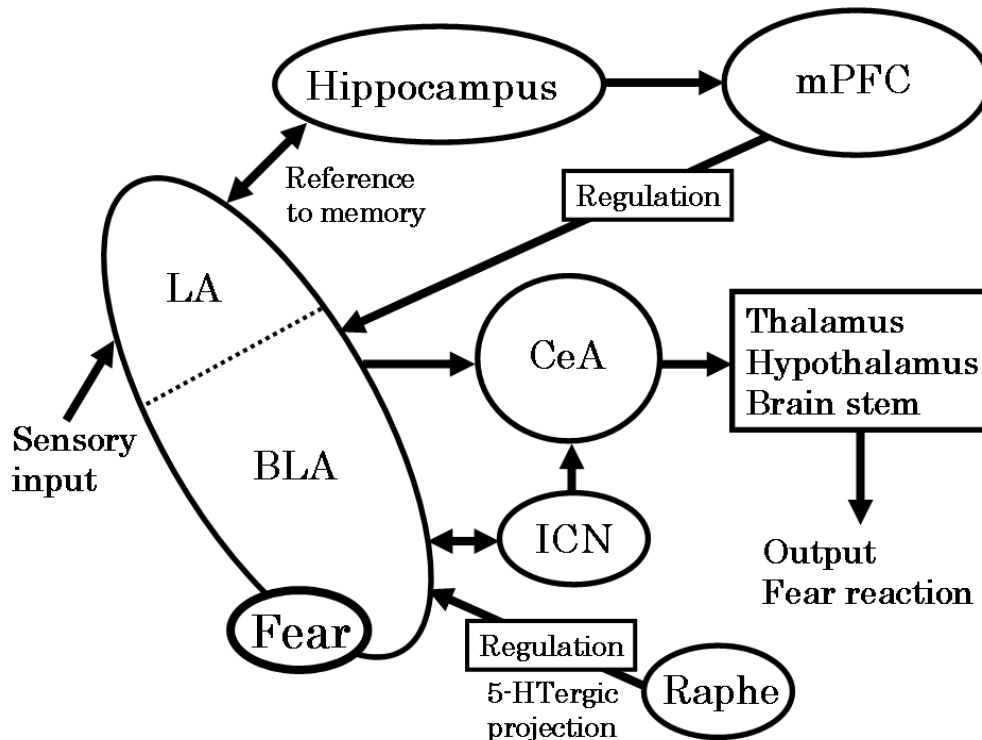 Hippocampus
mPFC
Reference
to memory
Regulation
LA
CeA
Thalamus
Hypothalamus
Brain stem
Sensory
input
BLA
ICN
Output
Fear reaction
Fear
Regulation
5-HTergic
projection
Raphe